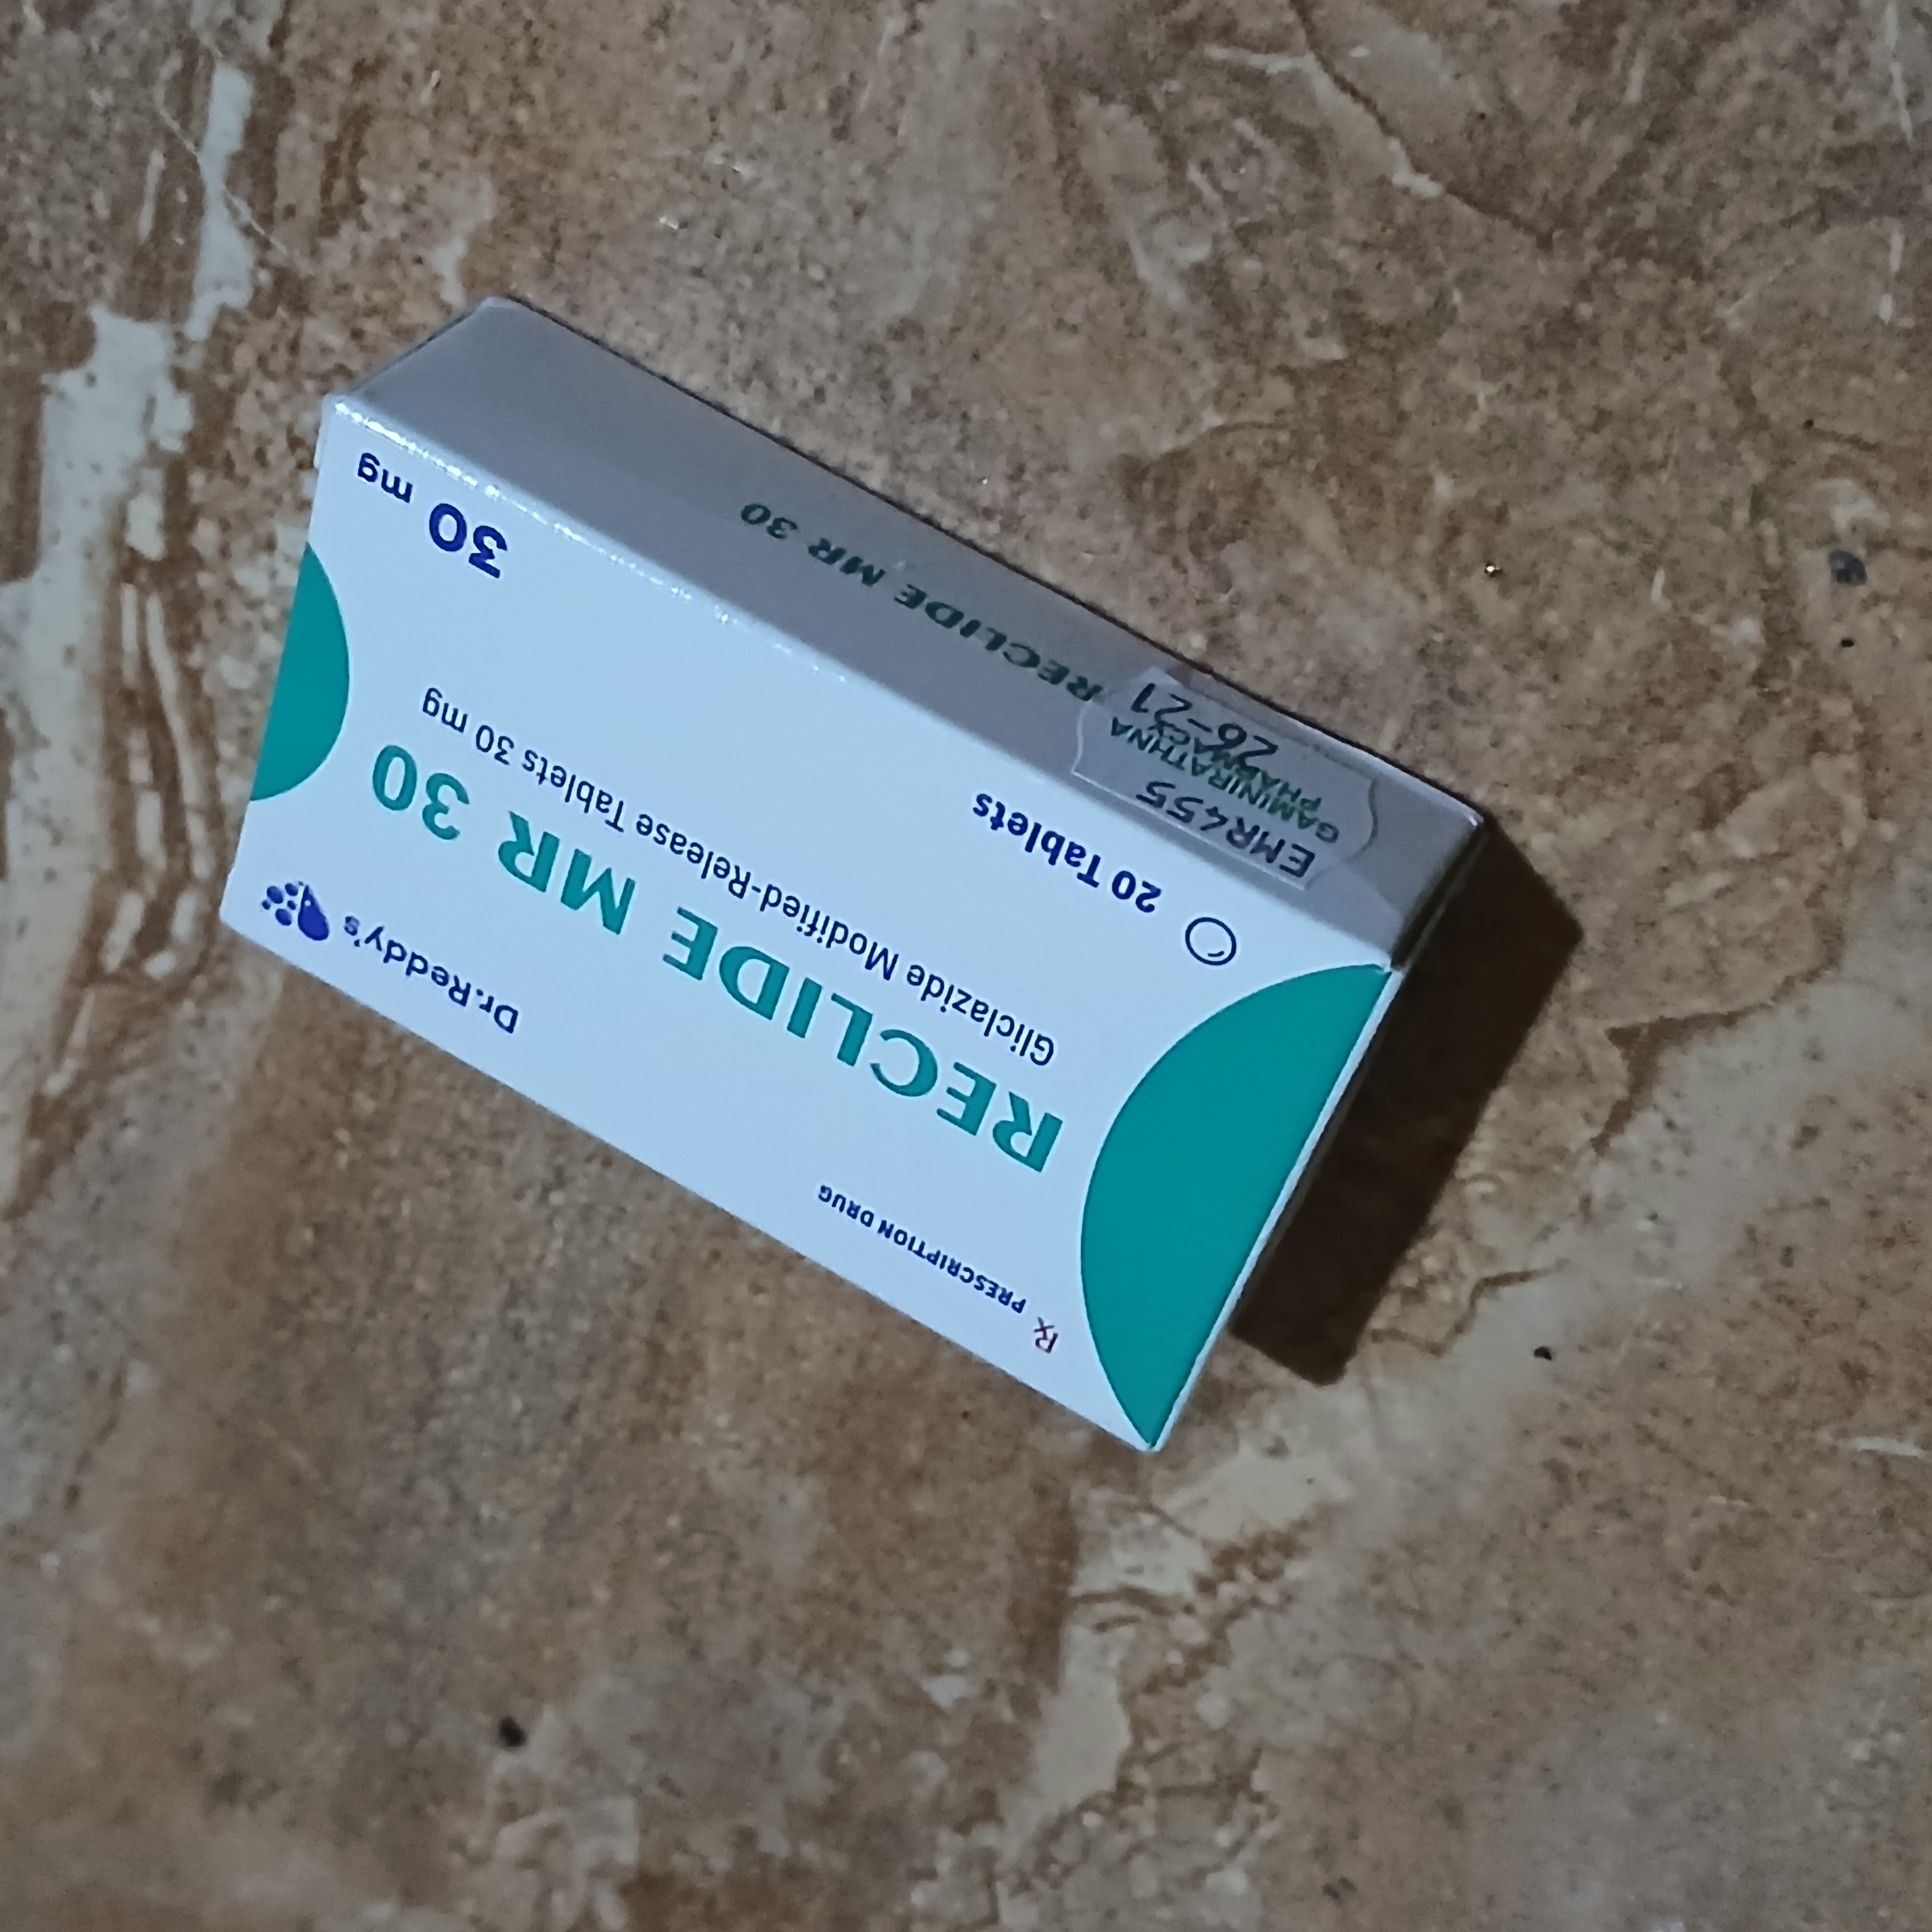 Dr.Reddy's
℞ PRESCRIPTION DRUG
RECLIDE MR 30
Gliclazide Modified-Release Tablets 30 mg
20 Tablets
30 mg
RECLIDE MR 30
EMR455
GAMINIRATHNA
PHARMACY
26-21